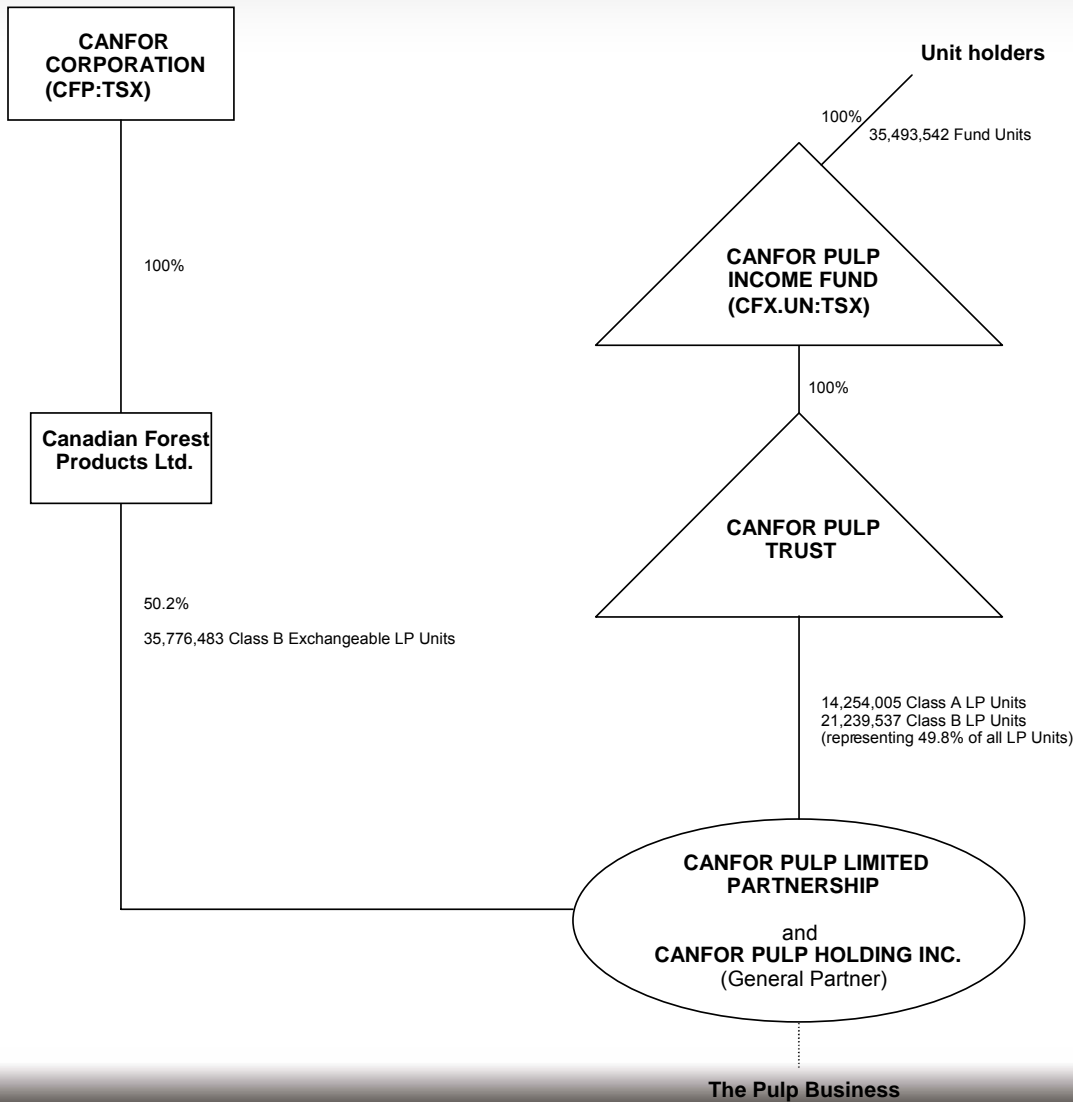 CANFOR
CORPORATION
(CFP:TSX)
100%
Canadian Forest
Products Ltd.
50.2%
35,776,483 Class B Exchangeable LP Units
Unit holders
100%
35,493,542 Fund Units
CANFOR PULP
INCOME FUND
(CFX.UN:TSX)
100%
CANFOR PULP
TRUST
14,254,005 Class A LP Units
21,239,537 Class B LP Units
(representing 49.8% of all LP Units)
CANFOR PULP LIMITED
PARTNERSHIP
and
CANFOR PULP HOLDING INC.
(General Partner)
The Pulp Business